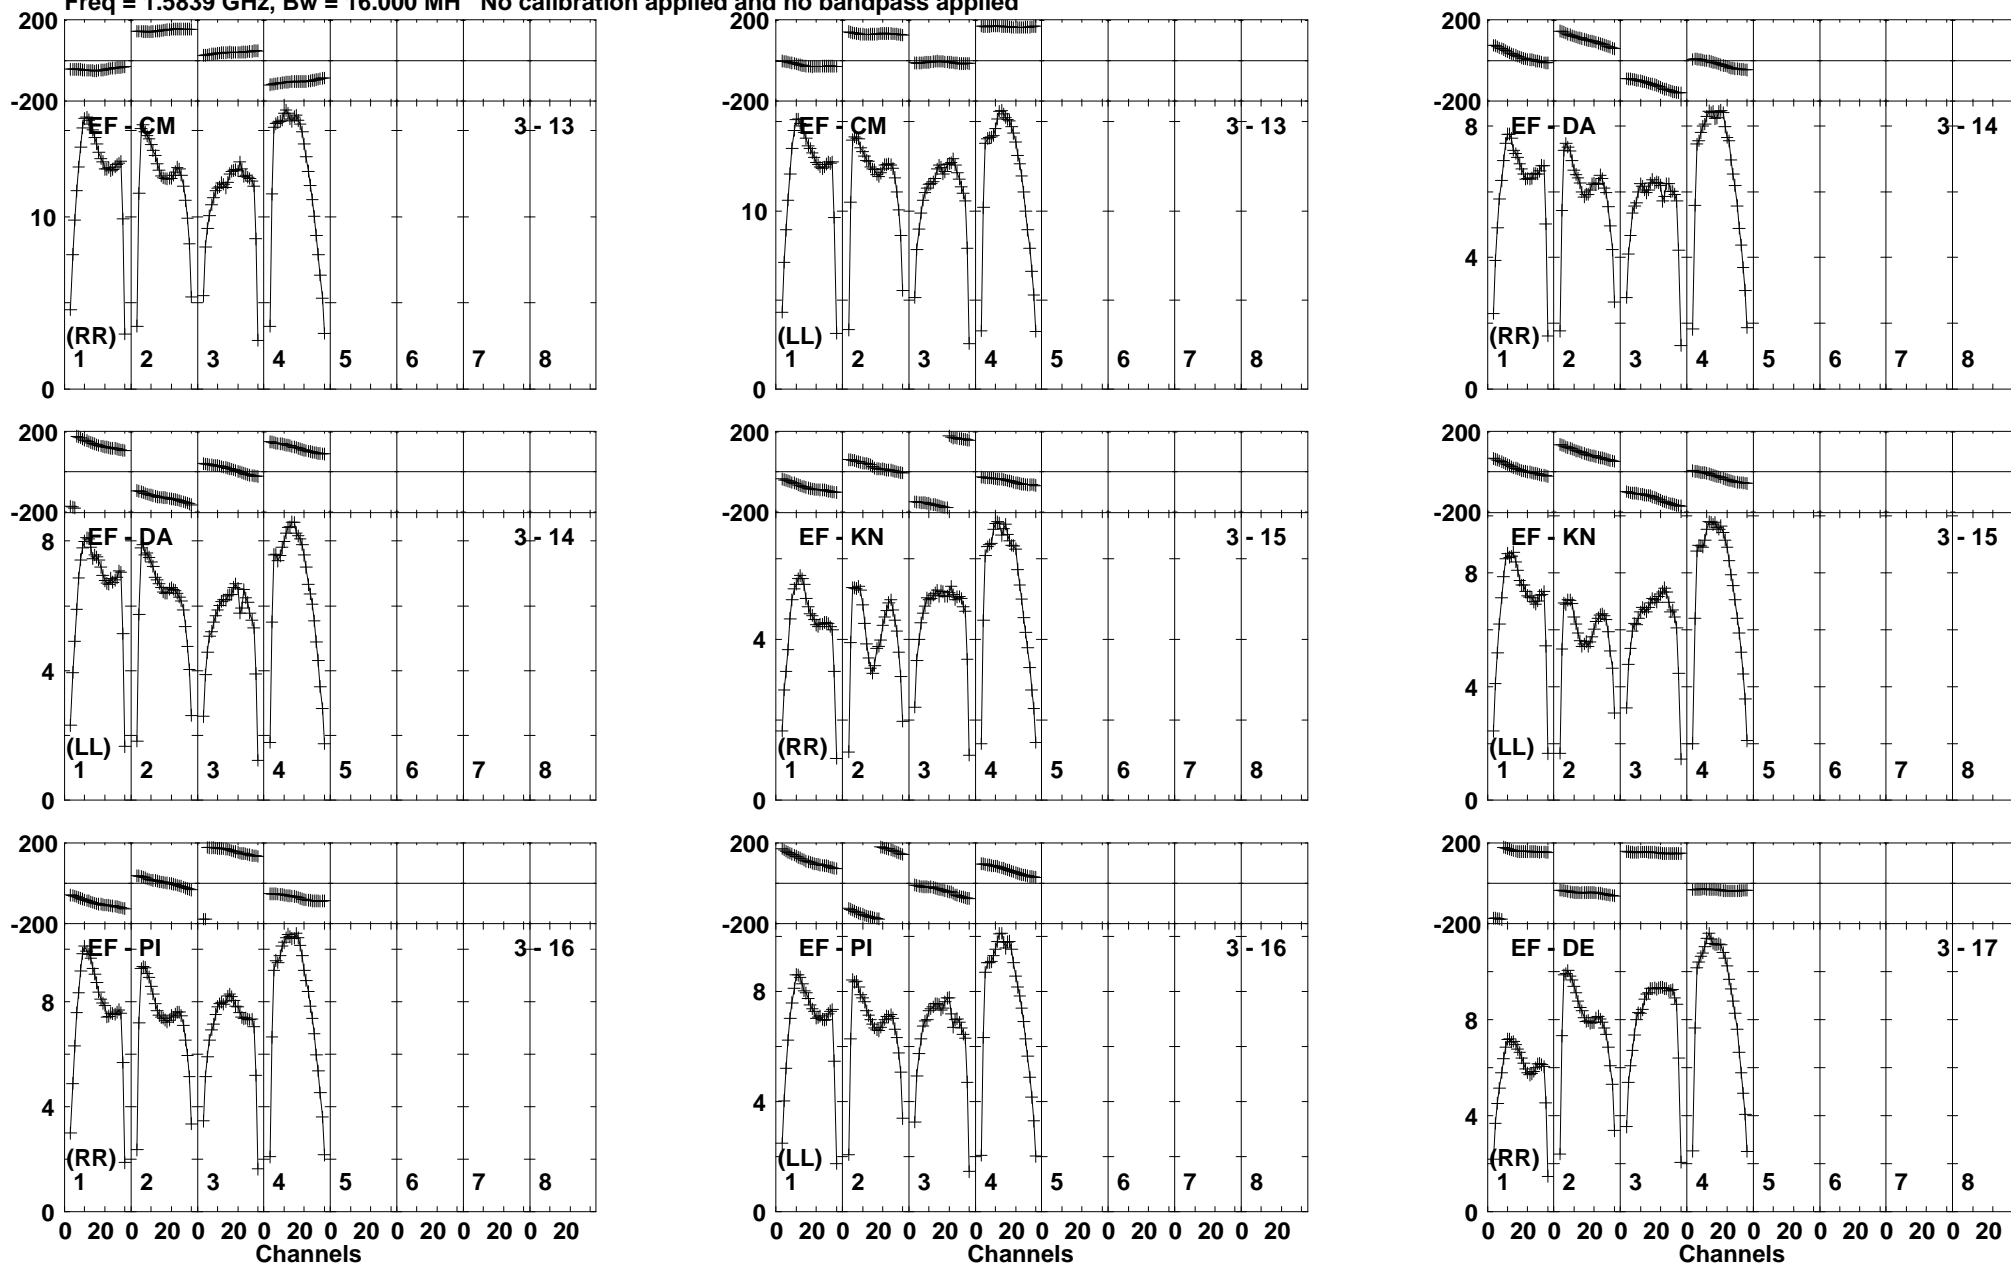 Freq = 1.5839 GHz, Bw = 16.000 MH No calibration applied and no bandpass applied
200 200 200
-200 -200 -200
EF - CM 3 - 13 EF - CM 3 - 13 8 EF - DA 3 - 14
10 10 4
(RR) (LL) (RR)
1 2 3 4 5 6 7 8 1 2 3 4 5 6 7 8 1 2 3 4 5 6 7 8
0 0 0
200 200 200
-200 -200 -200
8 EF - DA 3 - 14 EF - KN 3 - 15 EF - KN 3 - 15
8
4 4 4
(LL) (RR) (LL)
1 2 3 4 5 6 7 8 1 2 3 4 5 6 7 8 1 2 3 4 5 6 7 8
0 0 0
200 200 200
-200 -200 -200
EF - PI 3 - 16 EF - PI 3 - 16 EF - DE 3 - 17
8 8 8
4 4 4
(RR) (LL) (RR)
1 2 3 4 5 6 7 8 1 2 3 4 5 6 7 8 1 2 3 4 5 6 7 8
0 0 0
0 20 0 20 0 20 0 20 0 20 0 20 0 20 0 20 0 20 0 20 0 20 0 20 0 20 0 20 0 20 0 20 0 20 0 20 0 20 0 20 0 20 0 20 0 20 0 20
Channels Channels Channels